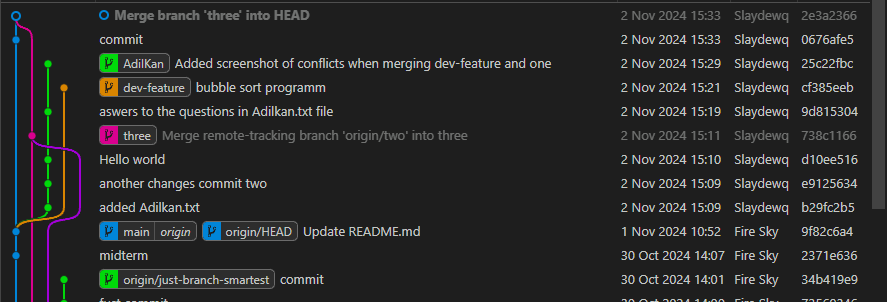 Merge branch 'three' into HEAD 2 Nov 2024 15:33 Slaydewq 2e3a2366
commit 2 Nov 2024 15:33 Slaydewq 0676afe5
AdilKan Added screenshot of conflicts when merging dev-feature and one 2 Nov 2024 15:29 Slaydewq 25c22fbc
dev-feature bubble sort programm 2 Nov 2024 15:21 Slaydewq cf385eeb
aswers to the questions in Adilkan.txt file 2 Nov 2024 15:19 Slaydewq 9d815304
three Merge remote-tracking branch 'origin/two' into three 2 Nov 2024 15:11 Slaydewq 738c1166
Hello world 2 Nov 2024 15:10 Slaydewq d10ee516
another changes commit two 2 Nov 2024 15:09 Slaydewq e9125634
added Adilkan.txt 2 Nov 2024 15:09 Slaydewq b29fc2b5
main origin origin/HEAD Update README.md 1 Nov 2024 10:52 Fire Sky 9f82c6a4
midterm 30 Oct 2024 14:07 Fire Sky 2371e636
origin/just-branch-smartest commit 30 Oct 2024 14:01 Fire Sky 34b419e9